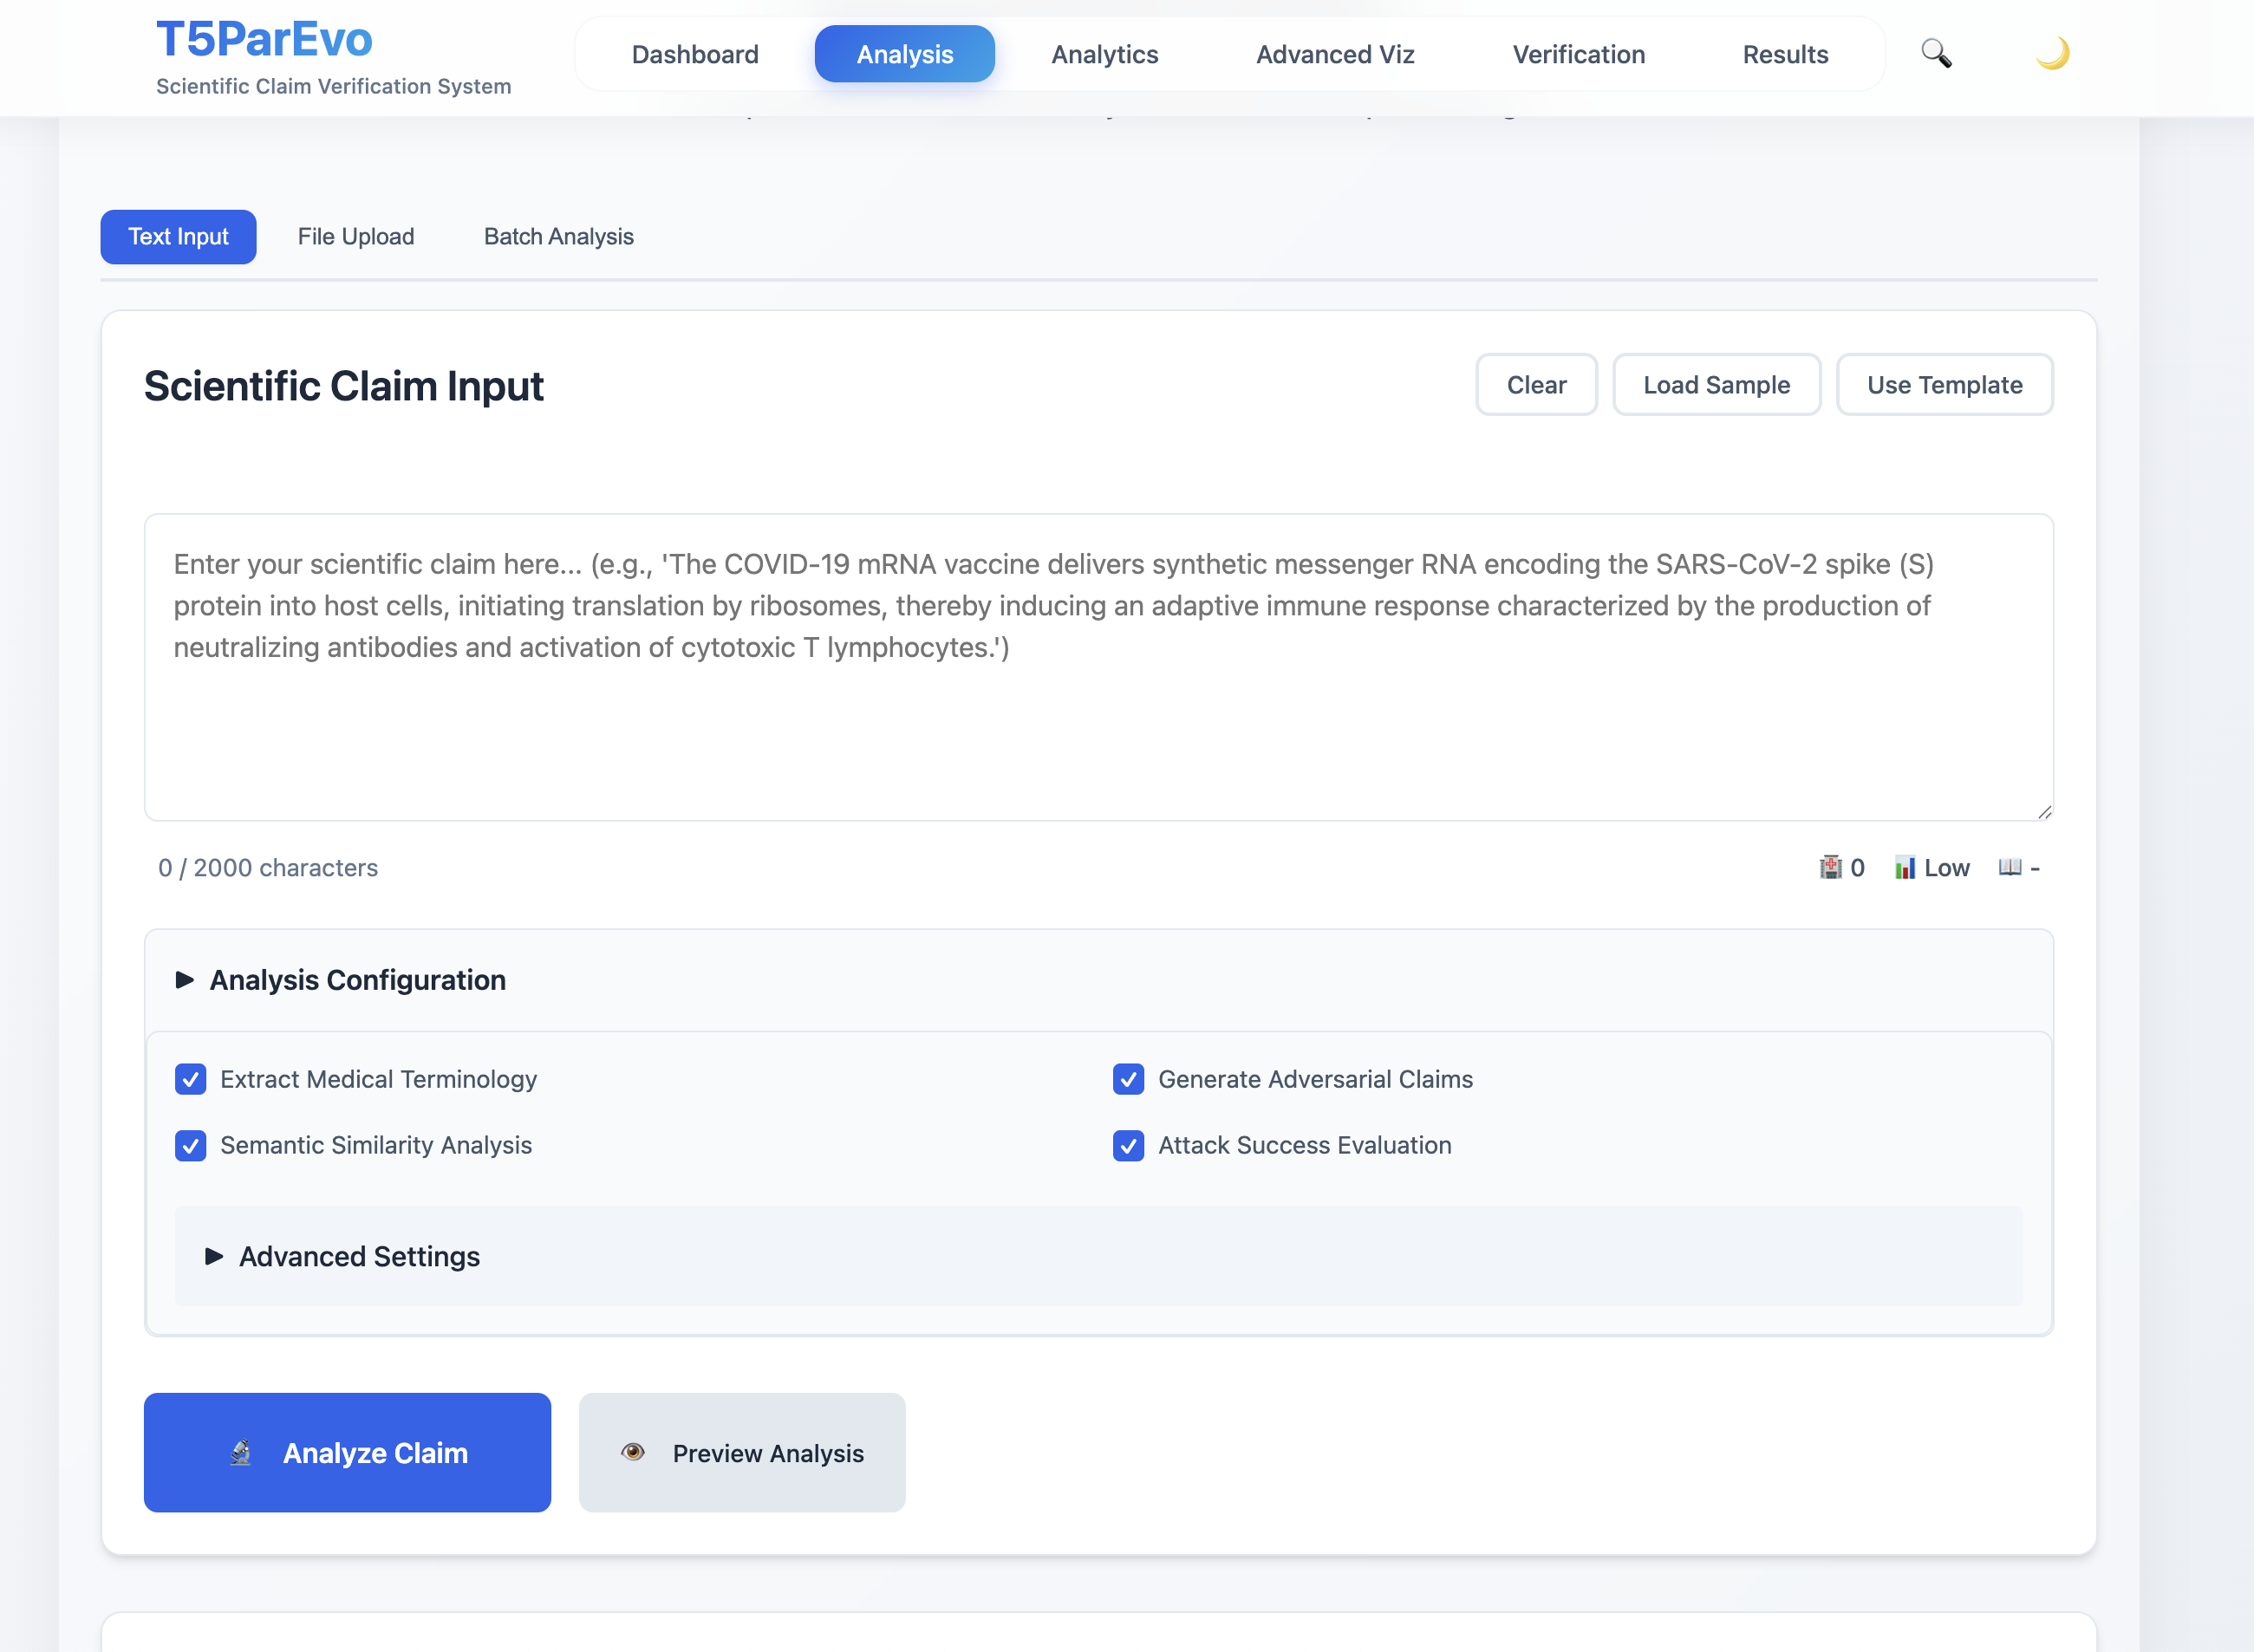 T5ParEvo
Scientific Claim Verification System
Dashboard
Analysis
Analytics
Advanced Viz
Verification
Results
Text Input
File Upload
Batch Analysis
Scientific Claim Input
Clear
Load Sample
Use Template
Enter your scientific claim here... (e.g., 'The COVID-19 mRNA vaccine delivers synthetic messenger RNA encoding the SARS-CoV-2 spike (S)
protein into host cells, initiating translation by ribosomes, thereby inducing an adaptive immune response characterized by the production of
neutralizing antibodies and activation of cytotoxic T lymphocytes.')
0 / 2000 characters
0
Low
-
Analysis Configuration
Extract Medical Terminology
Generate Adversarial Claims
Semantic Similarity Analysis
Attack Success Evaluation
Advanced Settings
Analyze Claim
Preview Analysis